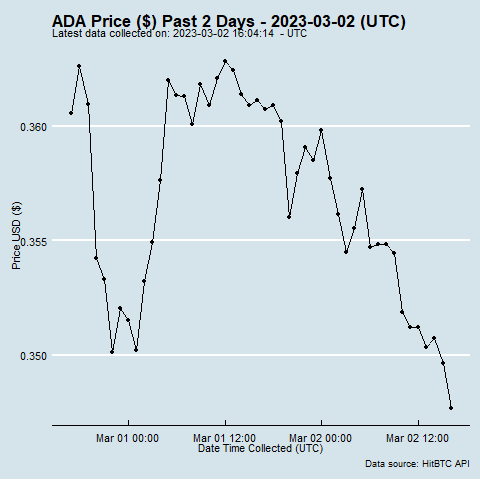 ADA Price ($) Past 2 Days - 2023-03-02 (UTC)
Latest data collected on: 2023-03-02 16:04:14 - UTC
0.360
0.355
0.350
Price USD ($)
Mar 01 00:00 Mar 01 12:00 Mar 02 00:00 Mar 02 12:00
Date Time Collected (UTC)
Data source: HitBTC API